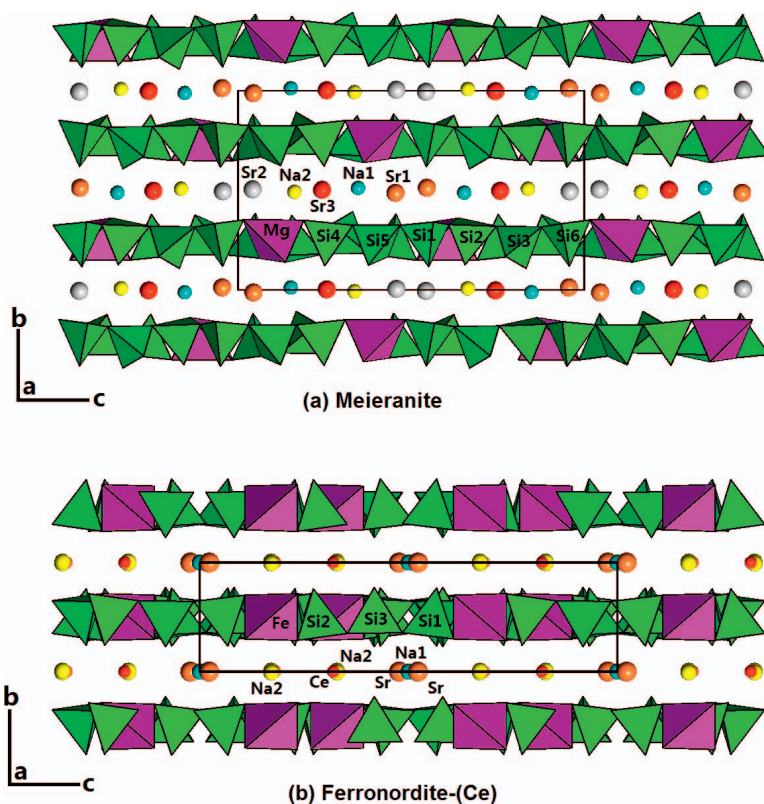 Sr2 Na2 Na1 Sr1
Sr3
Mg Si4 Si5 Si1 Si2 Si3 Si6
b
a
c
(a) Meieranite
Fe Si2 Si3 Si1
Na2 Na1
Na2 Ce Sr Sr
b
a
c
(b) Ferronordite-(Ce)